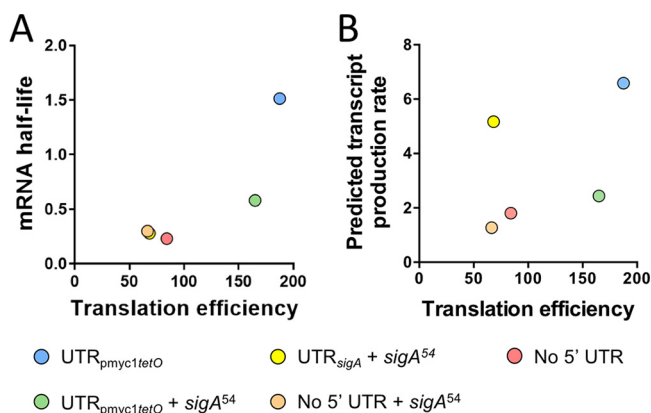 A
B
mRNA half-life
2.0
1.5
1.0
0.5
0.0
0 50 100 150 200
Translation efficiency
Predicted transcript
production rate
8
6
4
2
0
0 50 100 150 200
Translation efficiency
UTRpmyc1tetO
UTRsigA + sigA54
No 5' UTR
UTRpmyc1tetO + sigA54
No 5' UTR + sigA54